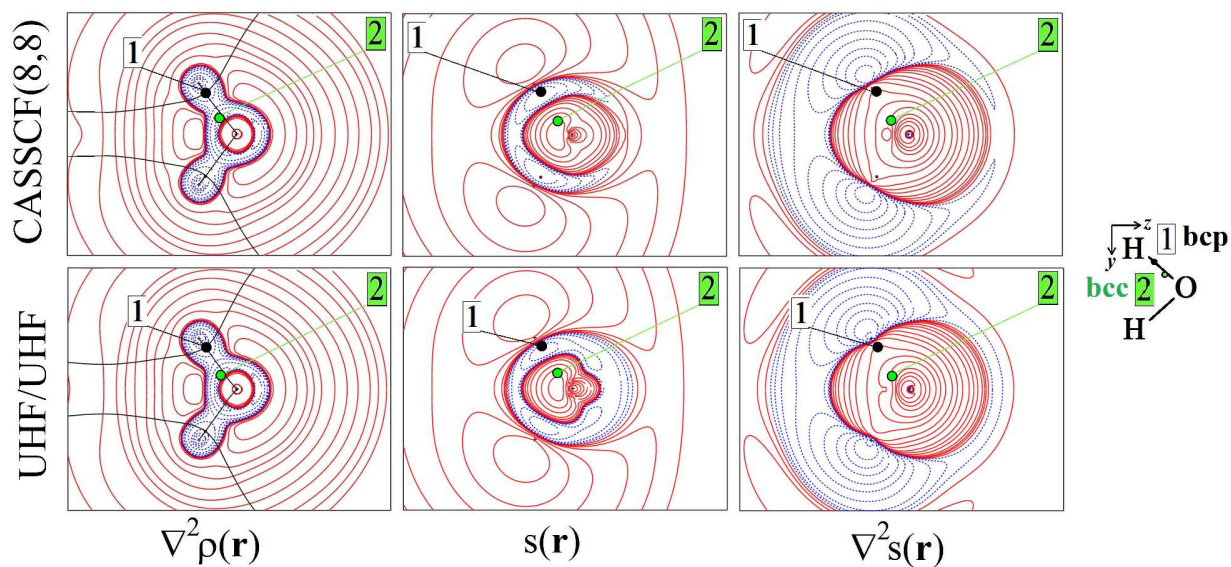 CASSCF(8,8)
1
2
1
2
1
2
UHF/UHF
1
2
1
2
1
2
∇²ρ(r)
s(r)
∇²s(r)
z
y
H
1 bcp
bcc 2
O
H